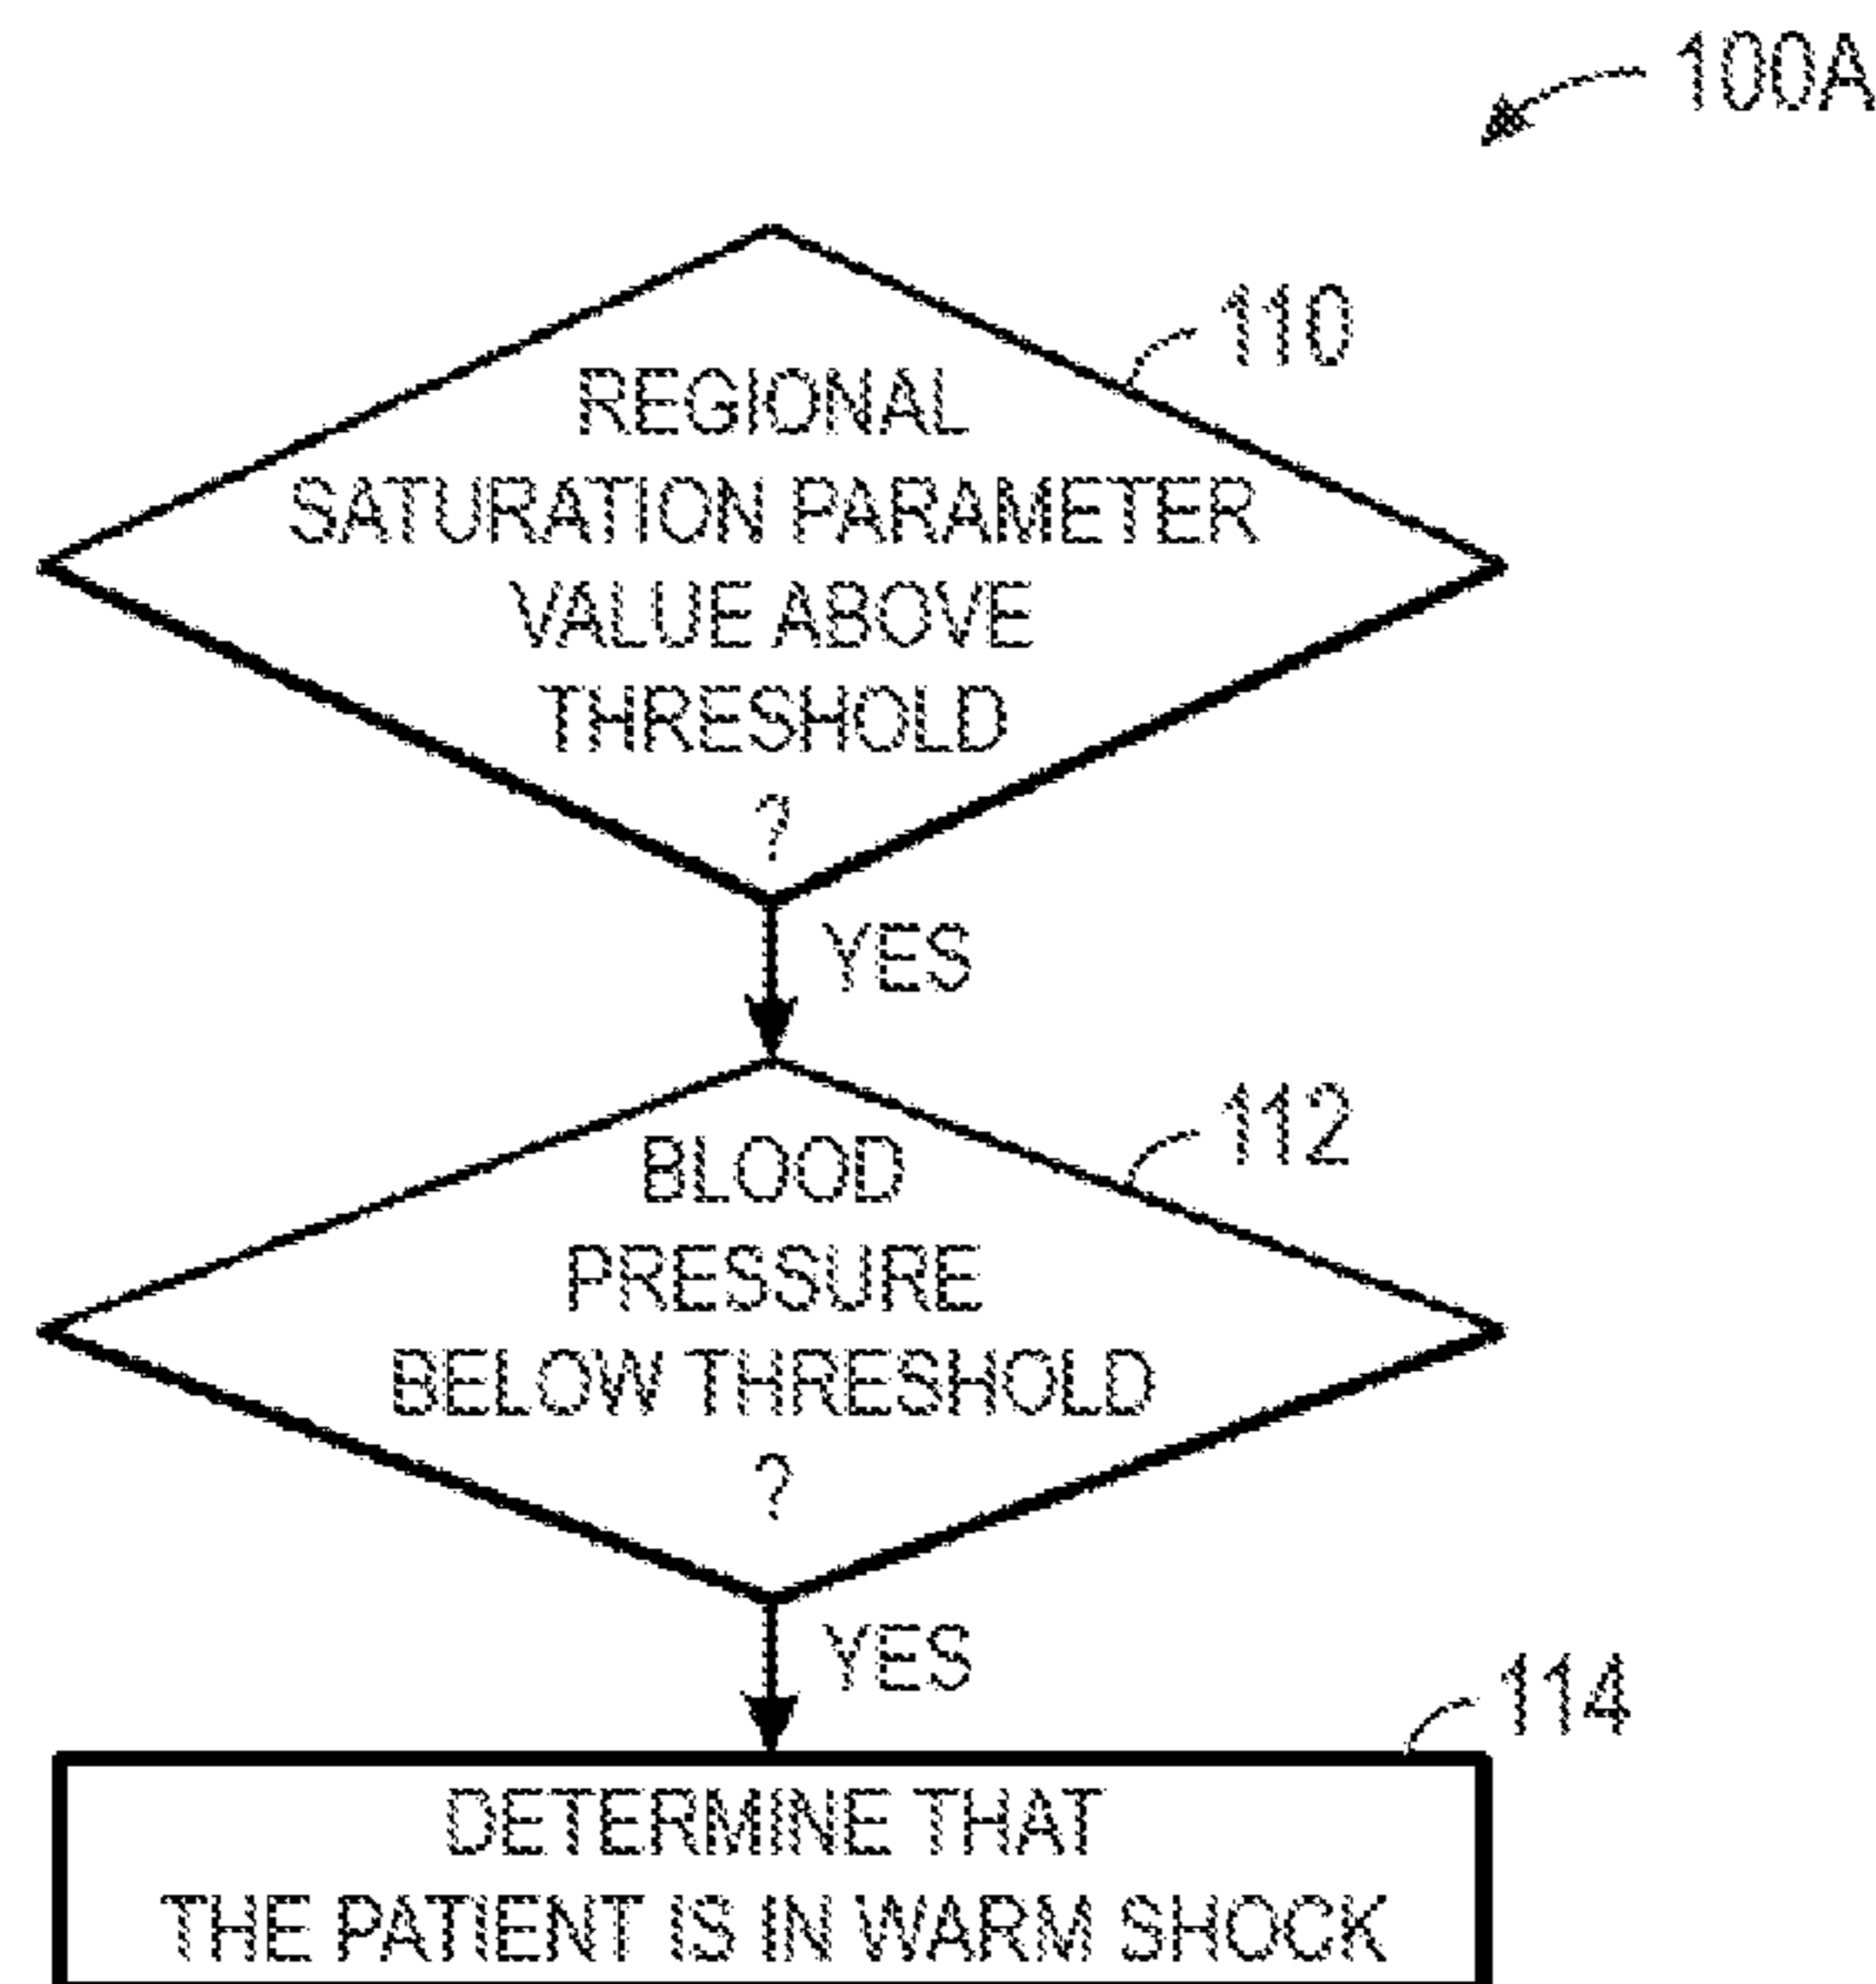 100A
110
REGIONAL
SATURATION PARAMETER
VALUE ABOVE
THRESHOLD
?
YES
112
BLOOD
PRESSURE
BELOW THRESHOLD
?
YES
114
DETERMINE THAT
THE PATIENT IS IN WARM SHOCK